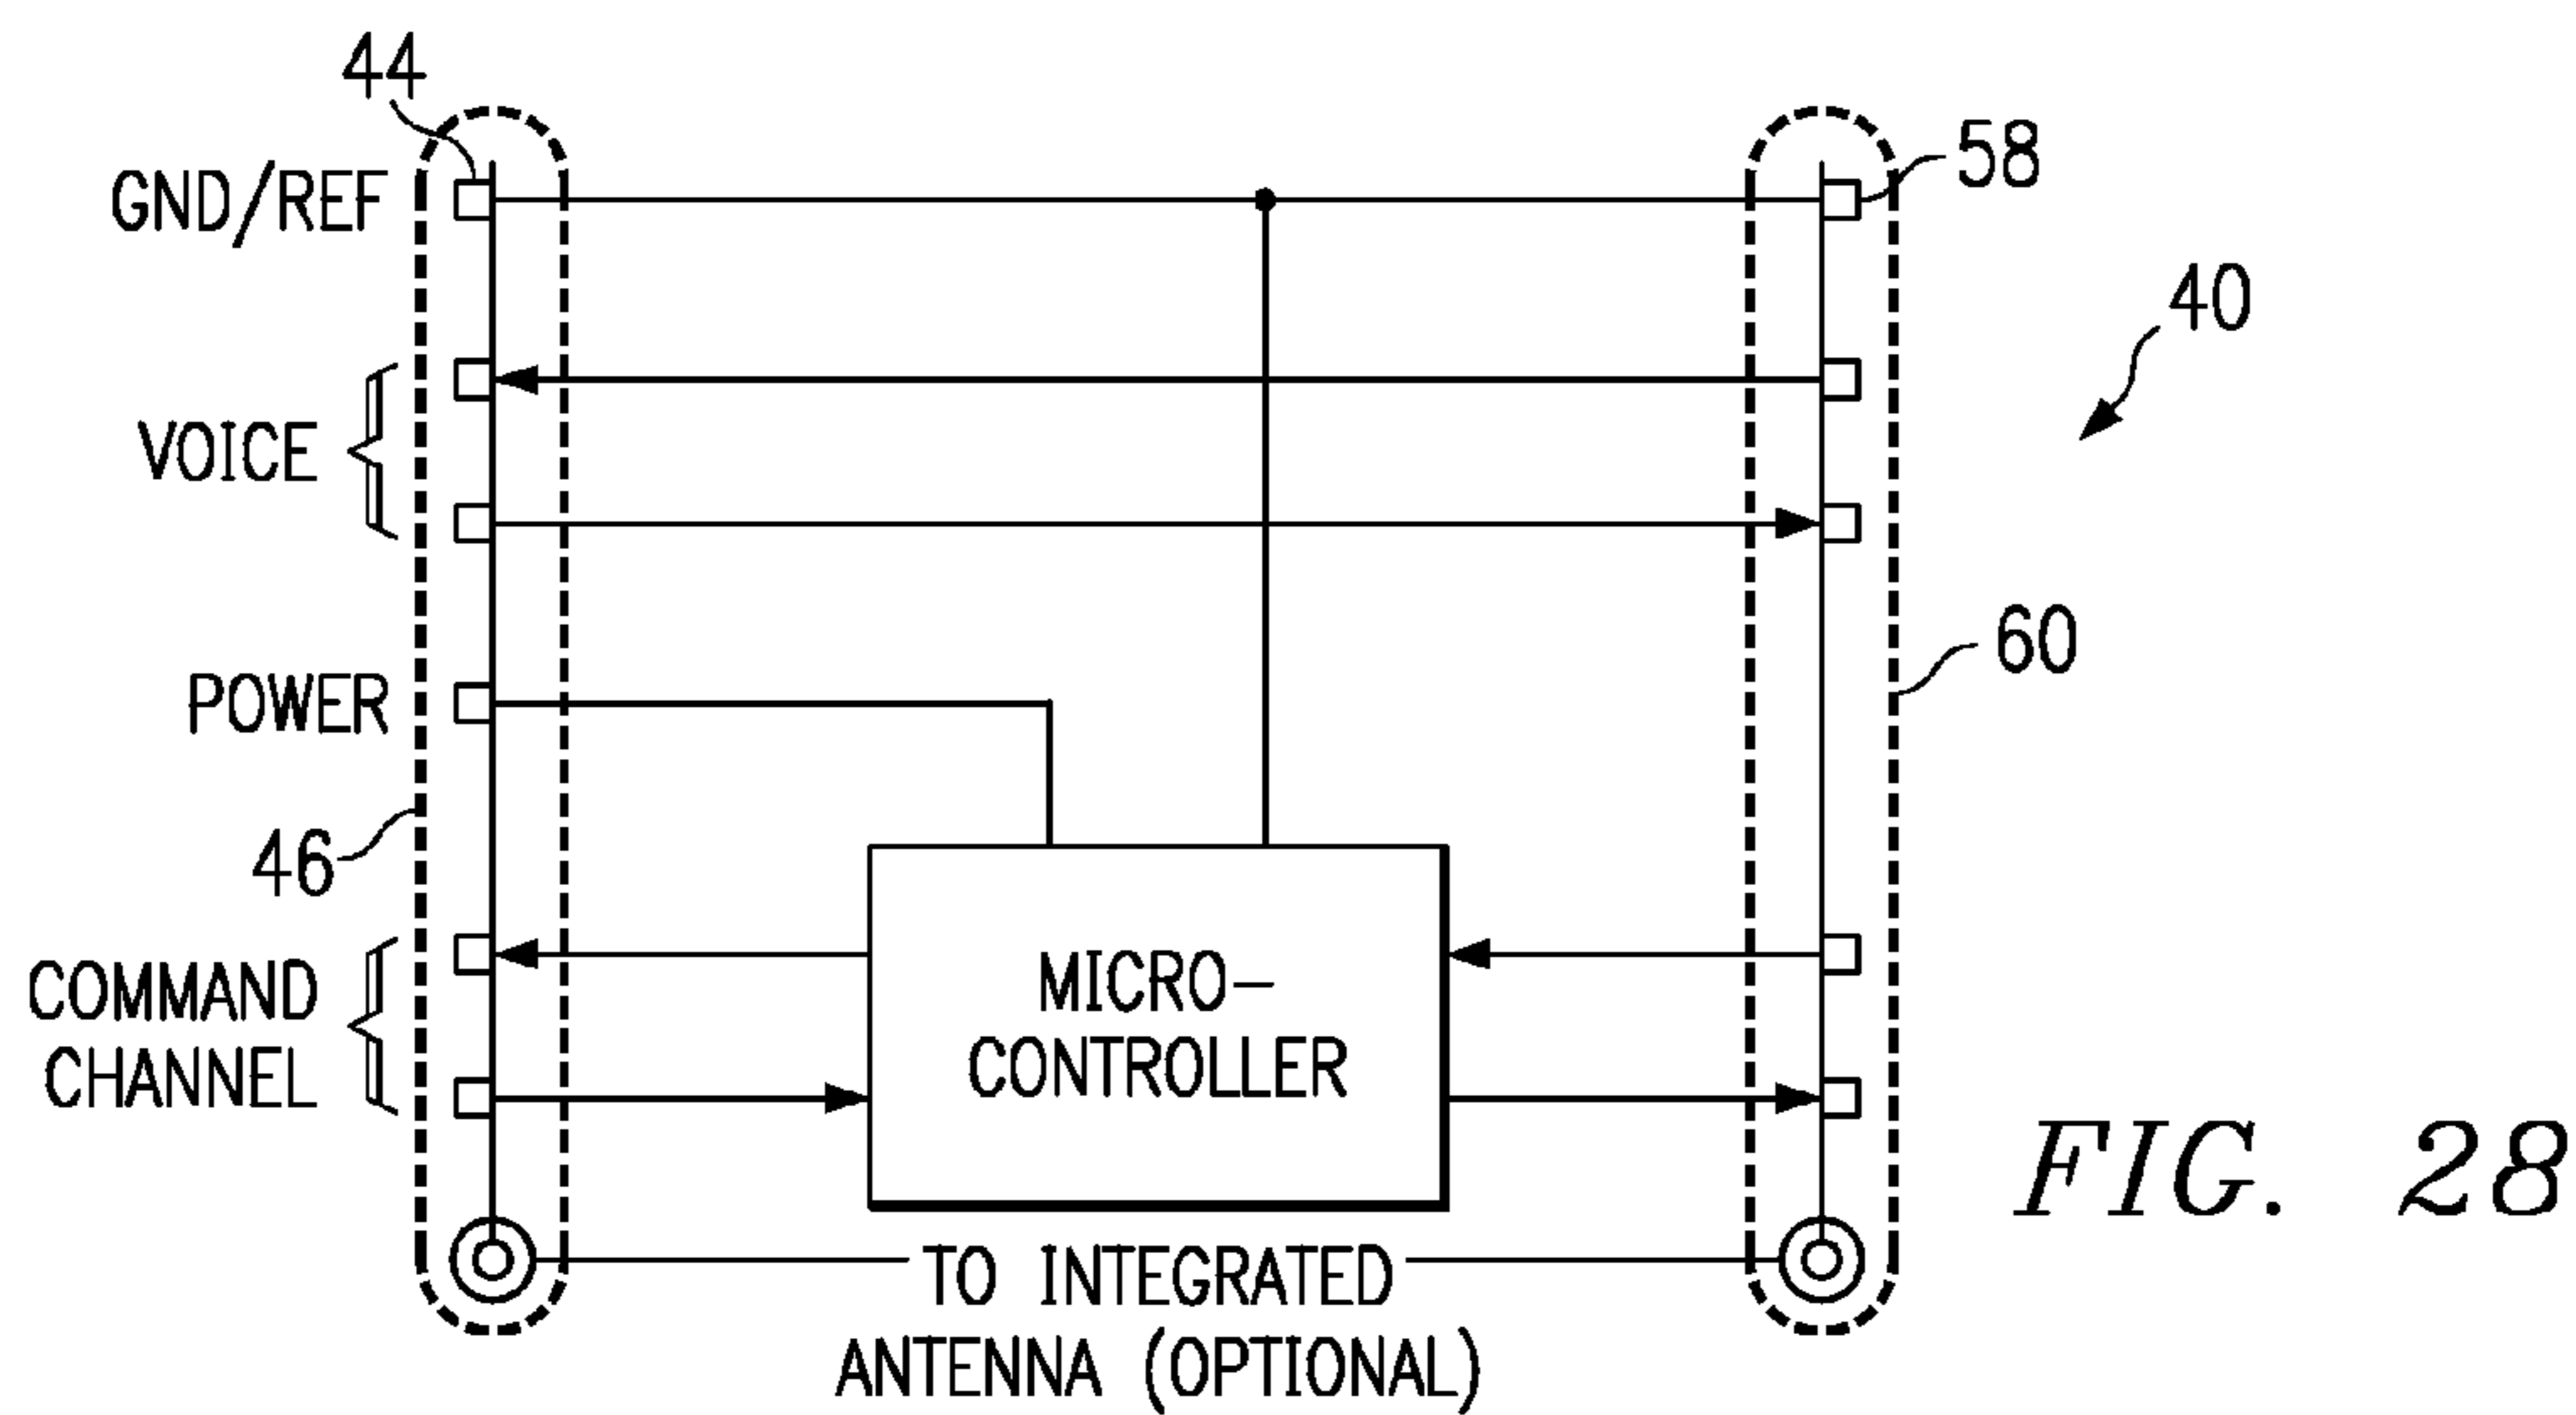 44
GND/REF
58
40
VOICE
60
POWER
46
COMMAND
CHANNEL
MICRO-
CONTROLLER
FIG. 28
TO INTEGRATED
ANTENNA (OPTIONAL)